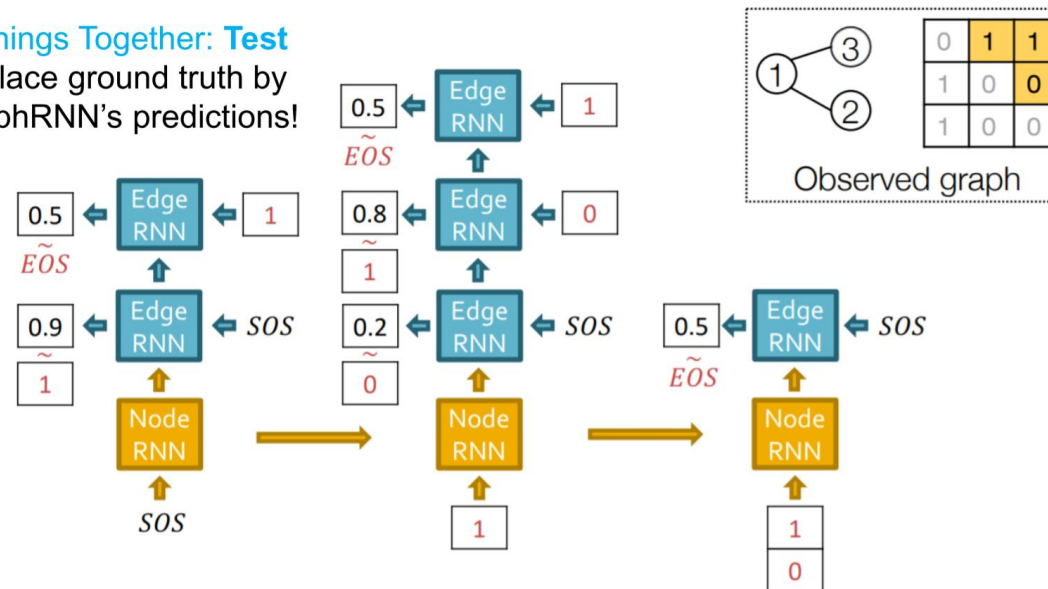 nings Together: Test
lace ground truth by
phRNN's predictions!
0.5
Edge
RNN
1
~
EOS
0.8
Edge
RNN
0
~
1
0.2
Edge
RNN
SOS
~
0
Node
RNN
1
0.5
Edge
RNN
1
~
EOS
0.9
Edge
RNN
SOS
~
1
Node
RNN
SOS
0.5
Edge
RNN
SOS
~
EOS
Node
RNN
1
0
1
3
2
0 1 1
1 0 0
1 0 0
Observed graph